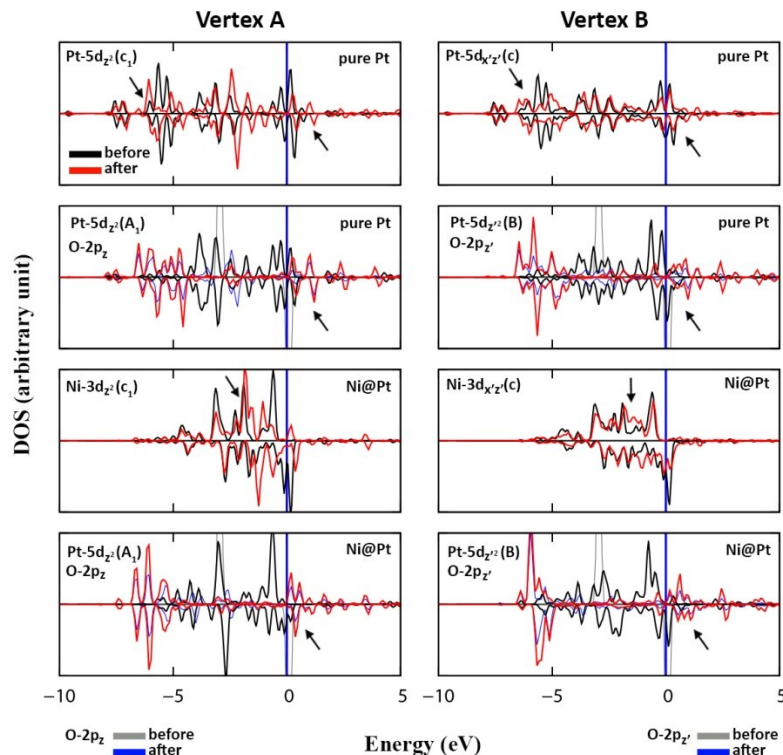 Vertex A
Vertex B
Pt-5dz²(c₁)
pure Pt
before
after
Pt-5dx'z'(c)
pure Pt
Pt-5dz²(A₁)
O-2pz
pure Pt
Pt-5dz'²(B)
O-2pz'
pure Pt
Ni-3dz²(c₁)
Ni@Pt
Ni-3dx'z'(c)
Ni@Pt
Pt-5dz²(A₁)
O-2pz
Ni@Pt
Pt-5dz'²(B)
O-2pz'
Ni@Pt
DOS (arbitrary unit)
−10 −5 0 5
−10 −5 0 5
Energy (eV)
O-2pz before
after
O-2pz' before
after